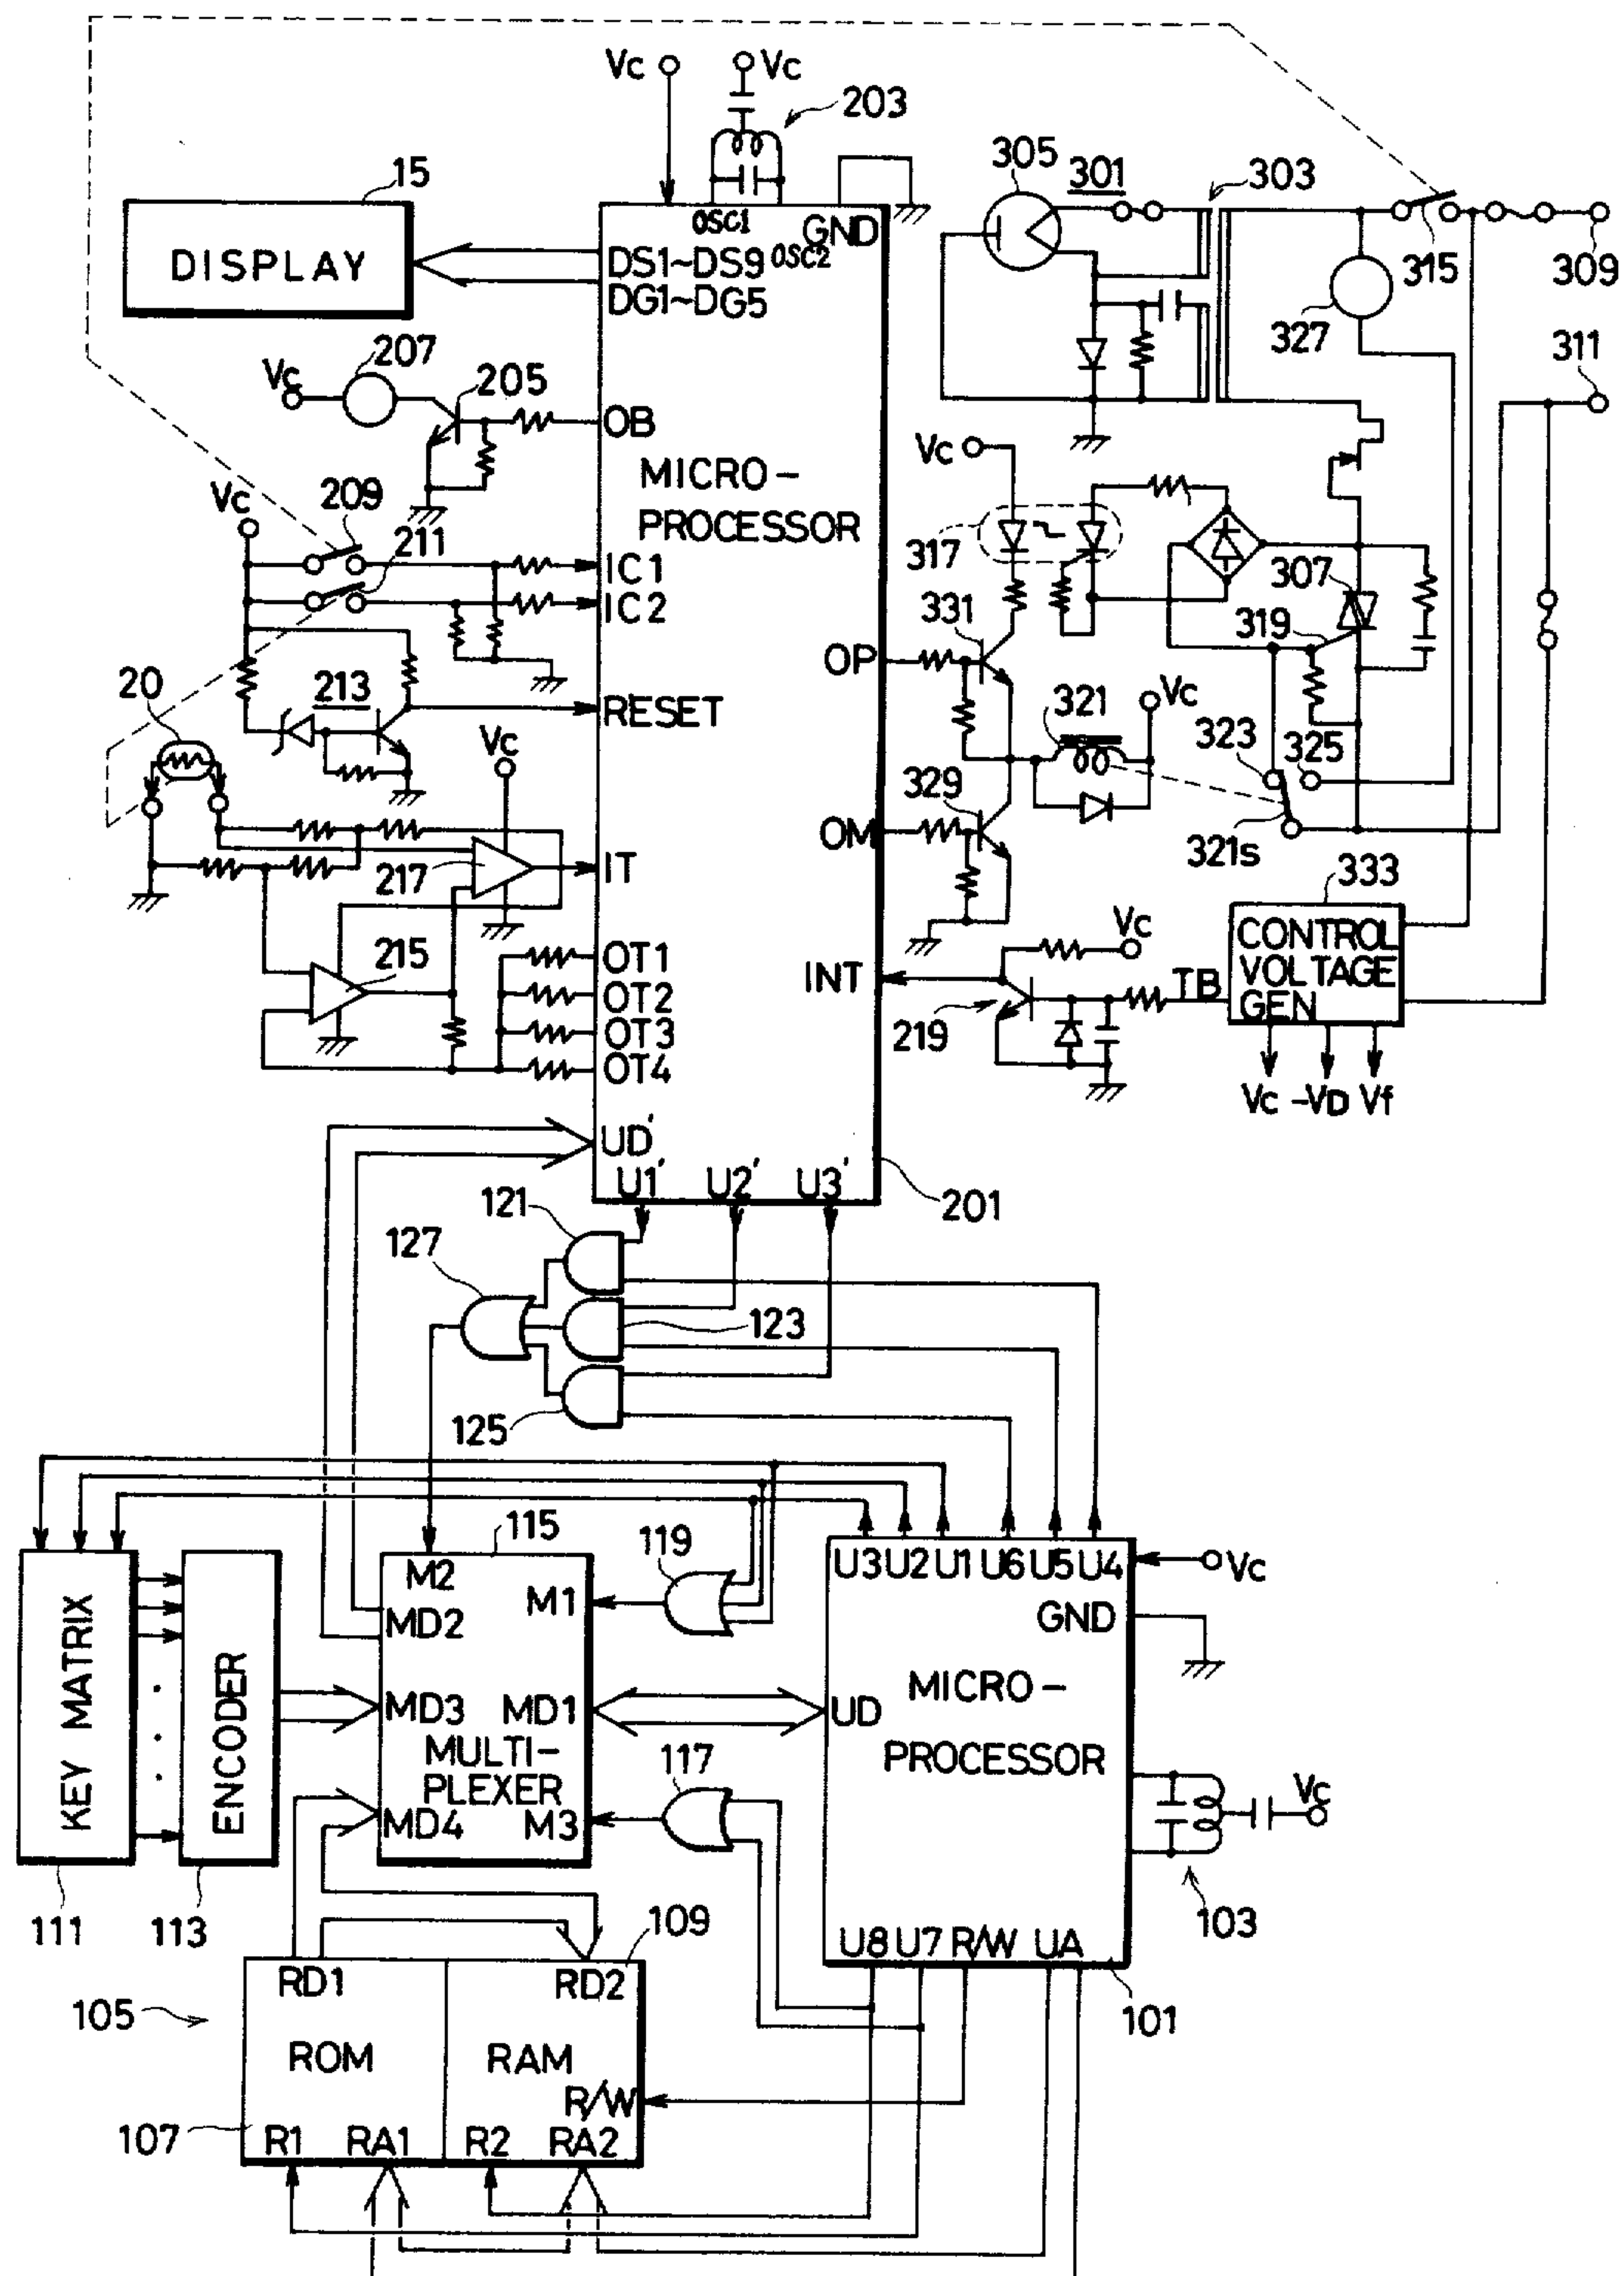 Vc
Vc
203
15
DISPLAY
OSC1
GND
DS1~DS9 OSC2
DG1~DG5
305
301
303
315
309
327
311
207
Vc
205
OB
MICRO-
PROCESSOR
Vc
209
211
IC1
IC2
Vc
317
307
319
331
OP
20
213
RESET
Vc
321
Vc
323
325
329
OM
321s
217
IT
333
CONTROL
VOLTAGE
GEN
Vc
INT
TB
219
215
OT1
OT2
OT3
OT4
Vc -VD Vf
UD'
U1' U2' U3'
201
121
127
123
125
115
119
M2
M1
MD2
U3 U2 U1 U6 U5 U4
Vc
GND
KEY MATRIX
ENCODER
MD3 MD1
MULTI-
PLEXER
MD4 M3
UD
MICRO-
PROCESSOR
117
Vc
103
111
113
109
U8 U7 R/W UA
101
105
RD1
RD2
ROM
RAM
R/W
107
R1 RA1 R2 RA2